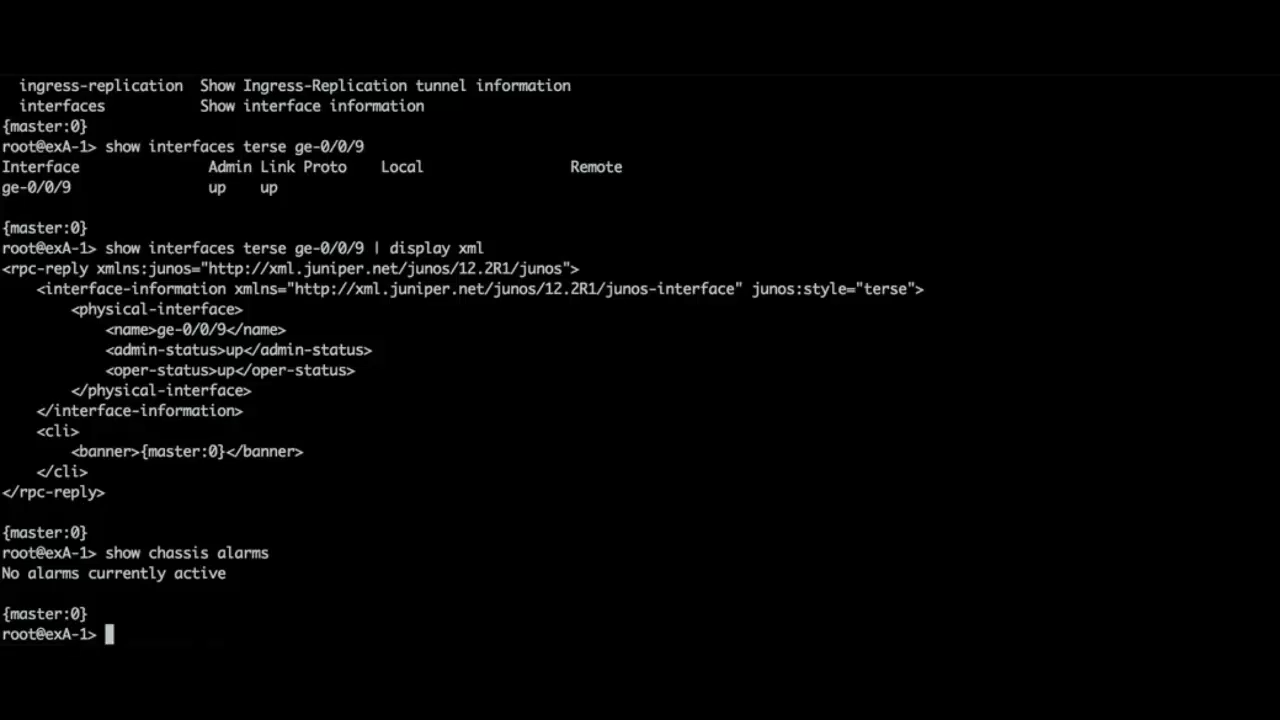 ingress-replication  Show Ingress-Replication tunnel information
interfaces           Show interface information
{master:0}
root@exA-1> show interfaces terse ge-0/0/9
Interface               Admin Link Proto    Local                 Remote
ge-0/0/9                up    up
{master:0}
root@exA-1> show interfaces terse ge-0/0/9 | display xml
<rpc-reply xmlns:junos="http://xml.juniper.net/junos/12.2R1/junos">
    <interface-information xmlns="http://xml.juniper.net/junos/12.2R1/junos-interface" junos:style="terse">
        <physical-interface>
            <name>ge-0/0/9</name>
            <admin-status>up</admin-status>
            <oper-status>up</oper-status>
        </physical-interface>
    </interface-information>
    <cli>
        <banner>{master:0}</banner>
    </cli>
</rpc-reply>
{master:0}
root@exA-1> show chassis alarms
No alarms currently active
{master:0}
root@exA-1>